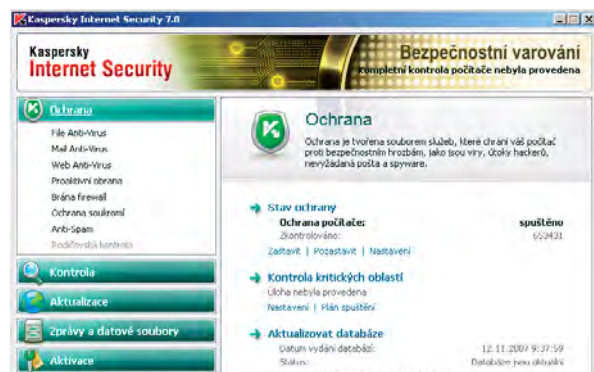 Kaspersky Internet Security 7.0
Kaspersky
Internet Security
Bezpečnostní varování
Kompletní kontrola počítače nebyla provedena
Ochrana
File Anti-Virus
Mail Anti-Virus
Web Anti-Virus
Proaktivní obrana
Brána firewall
Ochrana soukromí
Anti-Spam
Rodičovská kontrola
Kontrola
Aktualizace
Zprávy a datové soubory
Aktivace
Ochrana
Ochrana je tvořena souborem služeb, které chrání váš počítač
proti bezpečnostním hrozbám, jako jsou viry, útoky hackerů,
nevyžádaná pošta a spyware.
Stav ochrany
Ochrana počítače: spuštěno
Zkontrolováno: 653431
Zastavit | Pozastavit | Nastavení
Kontrola kritických oblastí
Úloha nebyla provedena
Nastavení | Plán spuštění
Aktualizovat databáze
Datum vydání databází: 12.11.2007 9:37:59
Status: Databáze jsou aktuální